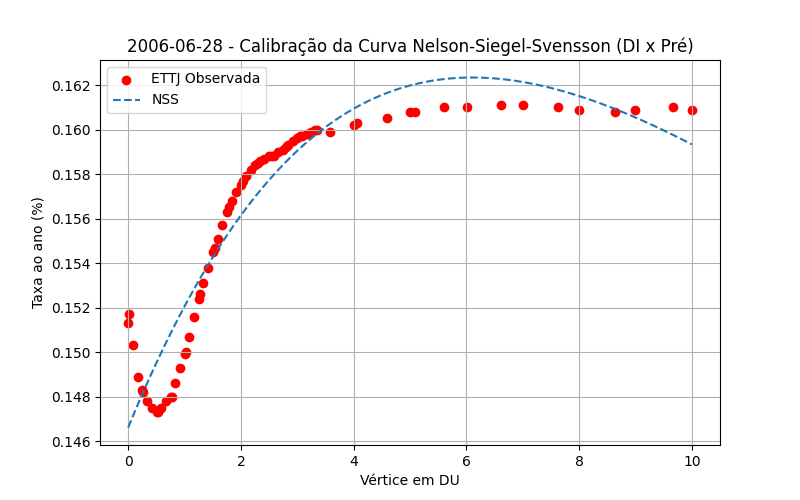 2006-06-28 - Calibração da Curva Nelson-Siegel-Svensson (DI x Pré)
ETTJ Observada
NSS
Taxa ao ano (%)
0.162
0.160
0.158
0.156
0.154
0.152
0.150
0.148
0.146
0 2 4 6 8 10
Vértice em DU